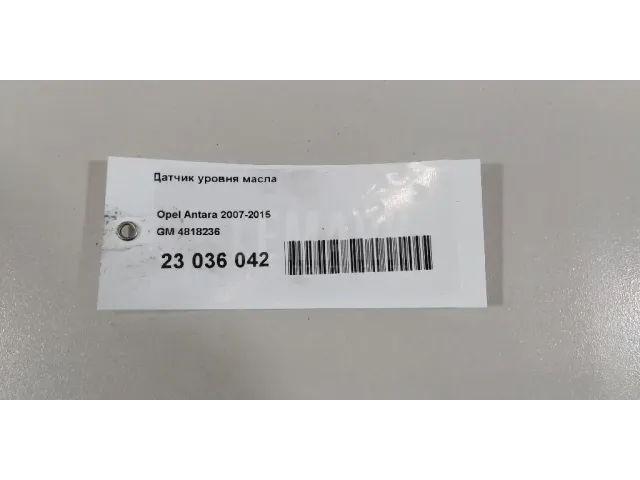 Датчик уровня масла
Opel Antara 2007-2015
GM 4818236
23 036 042